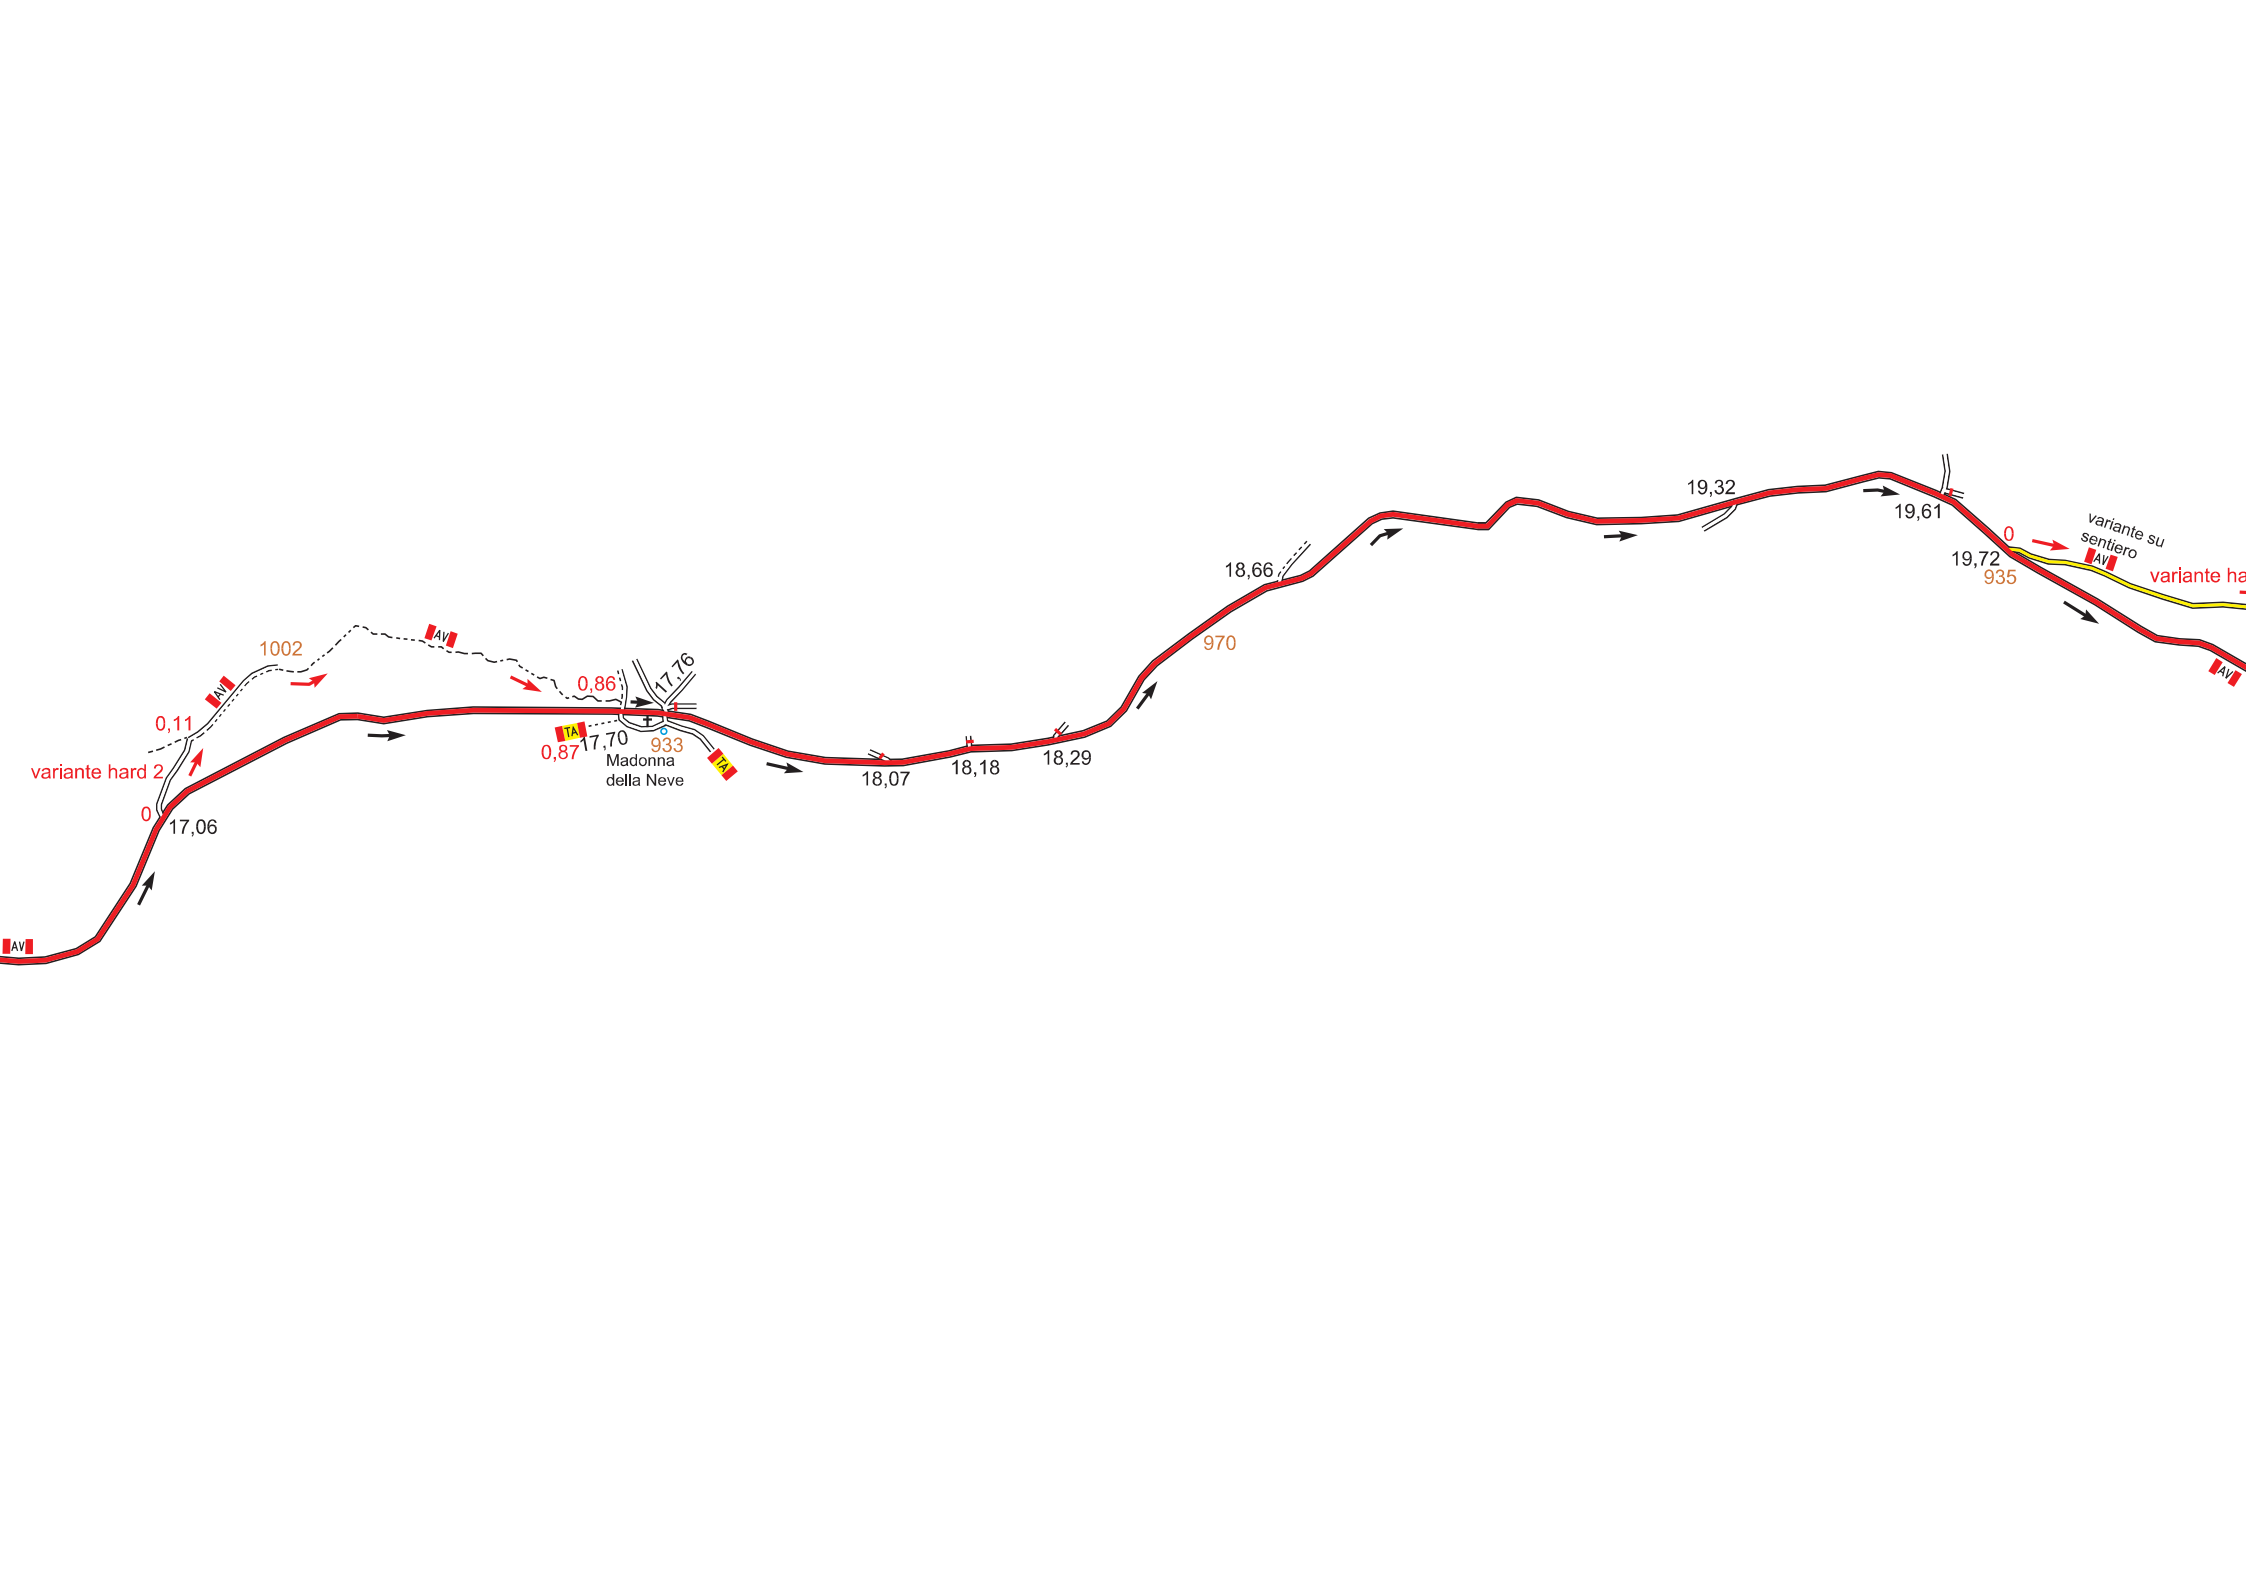 19,32
19,61
0
variante su
sentiero
AV
19,72
935
variante ha
18,66
970
AV
AV
1002
AV
0,86
17,76
0,11
TA
17,70
0,87
933
Madonna
della Neve
TA
variante hard 2
18,07
18,18
18,29
0
17,06
AV